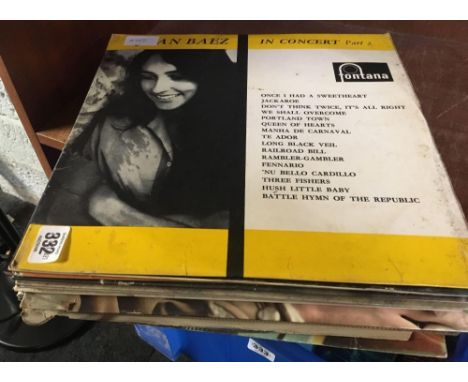 AN BAEZ IN CONCERT Part 2.
fontana
ONCE I HAD A SWEETHEART
JACKAROE
DON'T THINK TWICE, IT'S ALL RIGHT
WE SHALL OVERCOME
PORTLAND TOWN
QUEEN OF HEARTS
MANHA DE CARNAVAL
TE ADOR
LONG BLACK VEIL
RAILROAD BILL
RAMBLER-GAMBLER
FENNARIO
'NU BELLO CARDILLO
THREE FISHERS
HUSH LITTLE BABY
BATTLE HYMN OF THE REPUBLIC
332
333